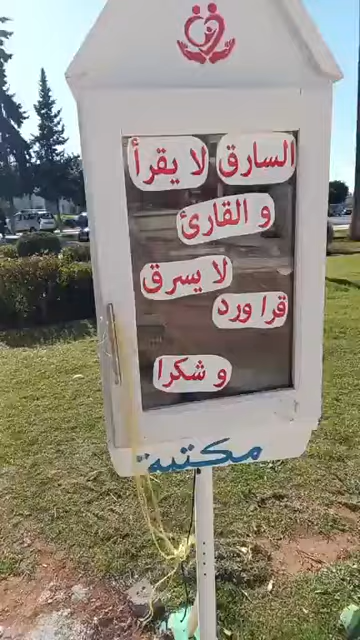 السارق لا يقرأ
و القارئ
لا يسرق
قرا ورد
و شكرا
مكتبة